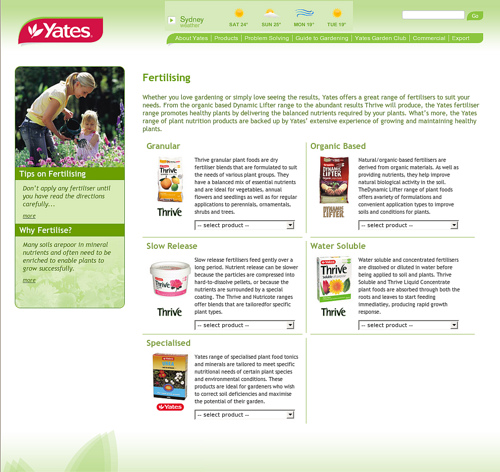 Yates
Sydney
weather
SAT 24° SUN 20° MON 19° TUE 18°
Go
About Yates | Products | Problem Solving | Guide to Gardening | Yates Garden Club | Commercial | Export
Fertilising
Whether you love gardening or simply love seeing the results, Yates offers a great range of fertilisers to suit your
needs. From the organic based Dynamic Lifter range to the abundant results Thrive will produce, the Yates fertiliser
range promotes healthy plants by delivering the balanced nutrients required by your plants. What's more, the Yates
range of plant nutrition products are backed up by Yates' extensive experience of growing and maintaining healthy
plants.
Tips on Fertilising
Don't apply any fertiliser until
you have read the directions
carefully...
more
Why Fertilise?
Many soils arepoor in mineral
nutrients and often need to be
enriched to enable plants to
grow successfully.
more
Granular
Thrive granular plant foods are dry
fertiliser blends that are formulated to suit
the needs of various plant groups. They
have a balanced mix of essential nutrients
and are ideal for vegetables, annual
flowers and seedlings as well as for regular
applications to perennials, ornamentals,
shrubs and trees.
Thrive
Thrive
-- select product --
Organic Based
Natural/organic-based fertilisers are
derived from organic materials. As well as
providing nutrients, they help improve
natural biological activity in the soil.
TheDynamic Lifter range of plant foods
offers avariety of formulations and
convenient application types to improve
soils and conditions for plants.
DYNAMIC
LIFTER
DYNAMIC
LIFTER
-- select product --
Slow Release
Slow release fertilisers feed gently over a
long period. Nutrient release can be slower
because the particles are compressed into
hard-to-dissolve pellets, or because the
nutrients are surrounded by a special
coating. The Thrive and Nutricote ranges
offer blends that are tailoredfor specific
plant types.
Thrive
Thrive
-- select product --
Water Soluble
Water soluble and concentrated fertilisers
are dissolved or diluted in water before
being applied to soil and plants. Thrive
Soluble and Thrive Liquid Concentrate
plant foods are absorbed through both the
roots and leaves to start feeding
immediatley, producing rapid growth
response.
Thrive
Thrive
-- select product --
Specialised
Yates range of specialised plant food tonics
and minerals are tailored to meet specific
nutritional needs of certain plant species
and environmental conditions. These
products are ideal for gardeners who wish
to correct soil deficiencies and maximise
the potential of their garden.
Yates
-- select product --